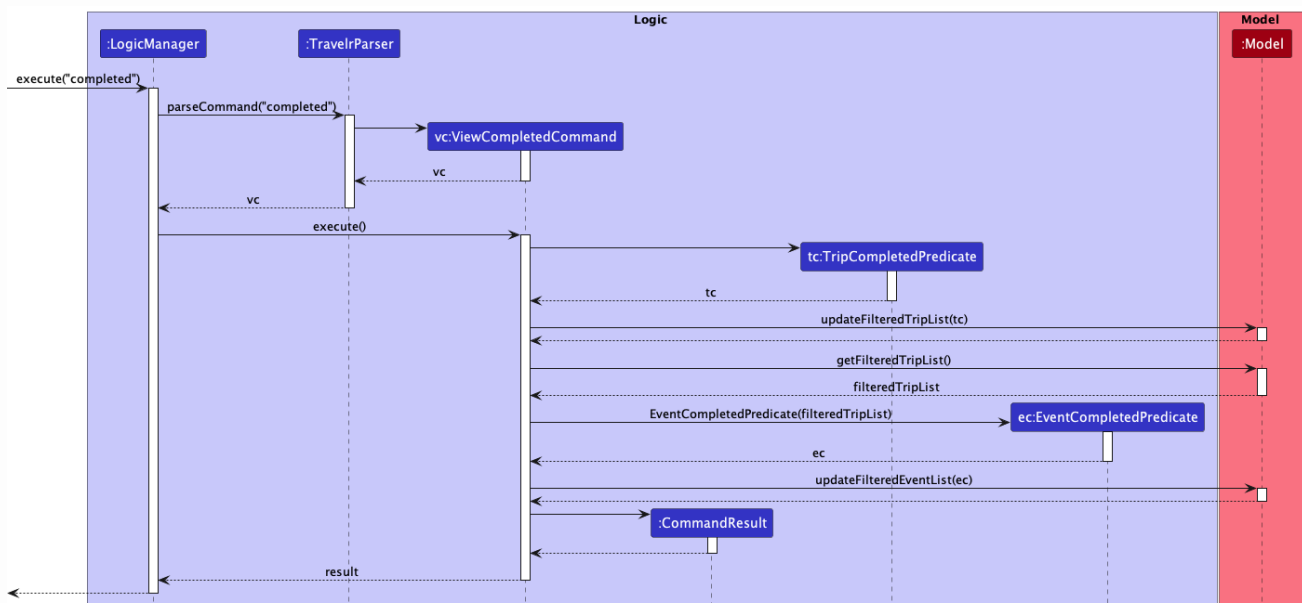 Logic
Model
:LogicManager
:TravelrParser
:Model
execute("completed")
parseCommand("completed")
vc:ViewCompletedCommand
vc
vc
execute()
tc:TripCompletedPredicate
tc
updateFilteredTripList(tc)
getFilteredTripList()
filteredTripList
EventCompletedPredicate(filteredTripList)
ec:EventCompletedPredicate
ec
updateFilteredEventList(ec)
:CommandResult
result